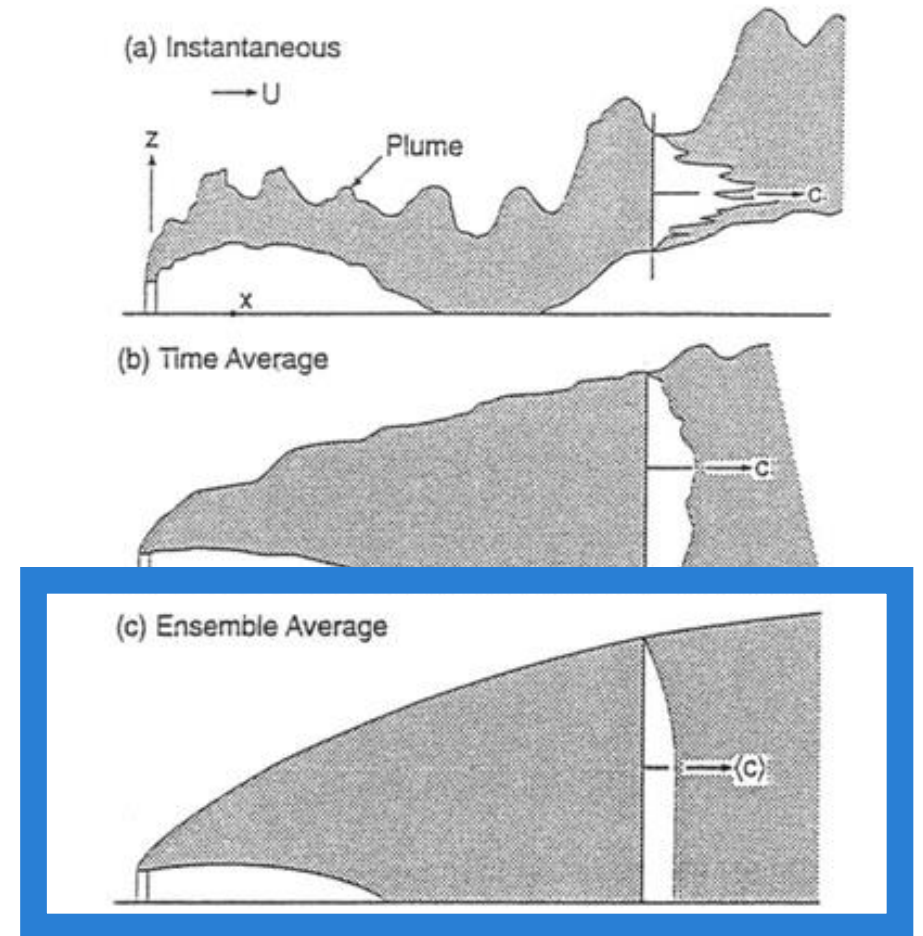 (a) Instantaneous
U
z
Plume
C
x
(b) Time Average
C
(c) Ensemble Average
⟨C⟩